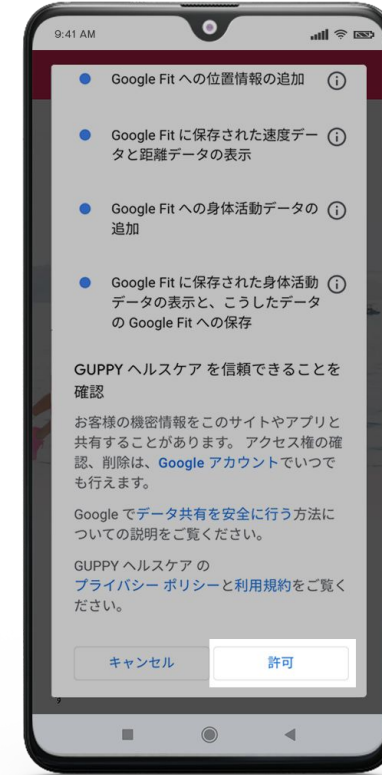 9:41 AM
Google Fit への位置情報の追加
Google Fit に保存された速度デー
タと距離データの表示
Google Fit への身体活動データの
追加
Google Fit に保存された身体活動
データの表示と、こうしたデータ
の Google Fit への保存
GUPPY ヘルスケア を信頼できることを
確認
お客様の機密情報をこのサイトやアプリと
共有することがあります。 アクセス権の確
認、削除は、Google アカウントでいつで
も行えます。
Google でデータ共有を安全に行う方法に
ついての説明をご覧ください。
GUPPY ヘルスケア の
プライバシー ポリシーと利用規約をご覧く
ださい。
キャンセル 許可